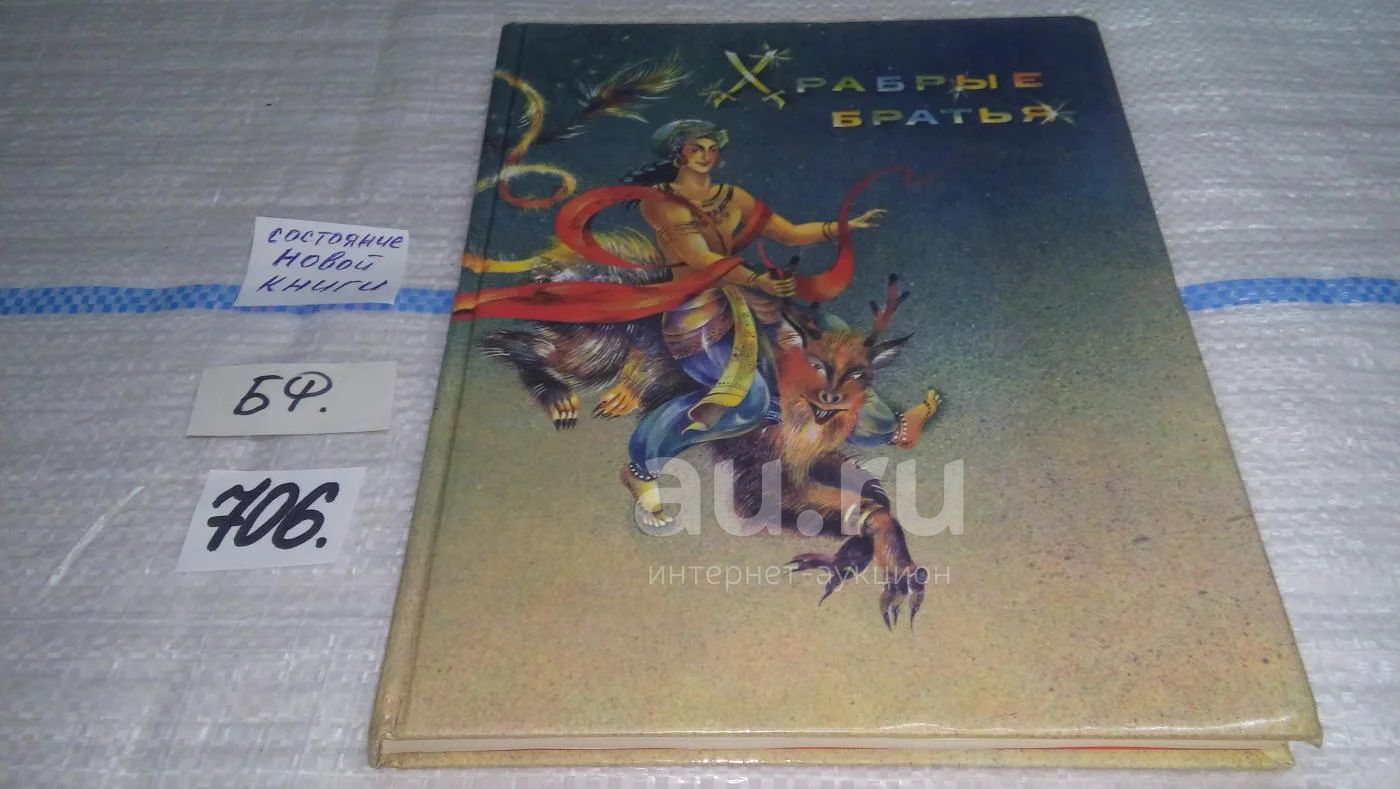 ХРАБРЫЕ
БРАТЬЯ
состояние
новой
книги
БФ.
706.
au.ru
интернет-аукцион